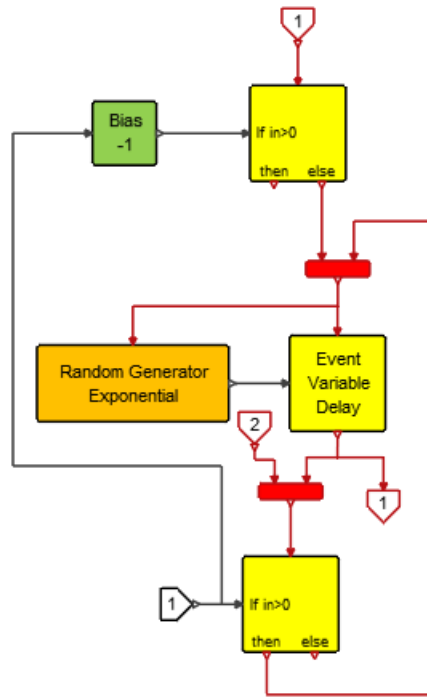 1
Bias
-1
If in>0
then else
Random Generator
Exponential
Event
Variable
Delay
2
1
1
If in>0
then else